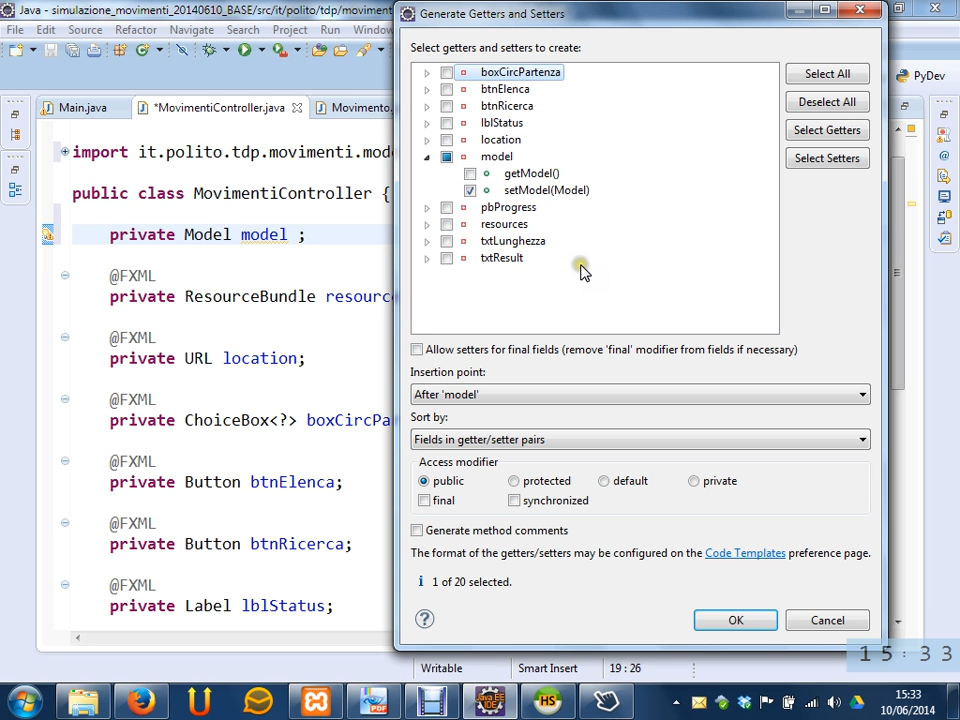 Java - simulazione_movimenti_20140610_BASE/src/it/polito/tdp/movimen
File Edit Source Refactor Navigate Search Project Run Window
PyDev
Main.java *MovimentiController.java Movimento.
import it.polito.tdp.movimenti.mod
public class MovimentiController {
private Model model ;
@FXML
private ResourceBundle resourc
@FXML
private URL location;
@FXML
private ChoiceBox<?> boxCircPa
@FXML
private Button btnElenca;
@FXML
private Button btnRicerca;
@FXML
private Label lblStatus;
Generate Getters and Setters
Select getters and setters to create:
boxCircPartenza
btnElenca
btnRicerca
lblStatus
location
model
getModel()
setModel(Model)
pbProgress
resources
txtLunghezza
txtResult
Select All
Deselect All
Select Getters
Select Setters
Allow setters for final fields (remove 'final' modifier from fields if necessary)
Insertion point:
After 'model'
Sort by:
Fields in getter/setter pairs
Access modifier
public protected default private
final synchronized
Generate method comments
The format of the getters/setters may be configured on the Code Templates preference page.
1 of 20 selected.
OK Cancel
15:33
Writable Smart Insert 19 : 26
PDF Java EE IDE HS
15:33
10/06/2014